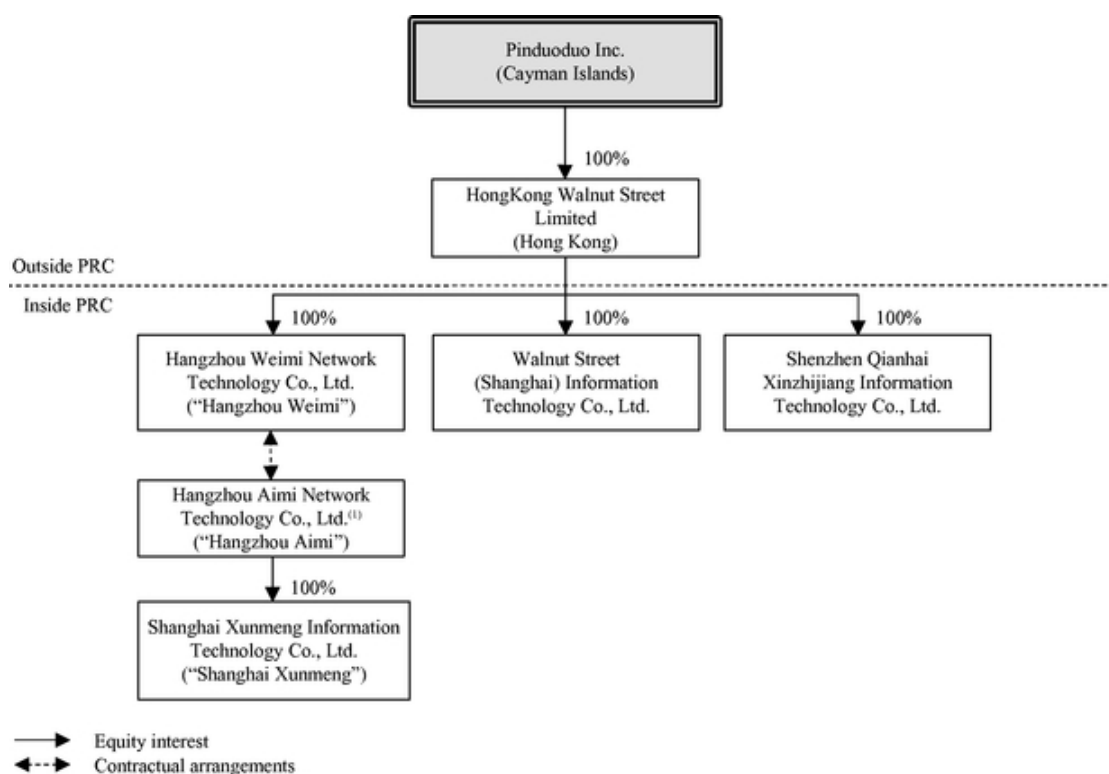 Pinduoduo Inc.
(Cayman Islands)
100%
HongKong Walnut Street
Limited
(Hong Kong)
Outside PRC
Inside PRC
100%
100%
100%
Hangzhou Weimi Network
Technology Co., Ltd.
(“Hangzhou Weimi”)
Walnut Street
(Shanghai) Information
Technology Co., Ltd.
Shenzhen Qianhai
Xinzhijiang Information
Technology Co., Ltd.
Hangzhou Aimi Network
Technology Co., Ltd.(1)
(“Hangzhou Aimi”)
100%
Shanghai Xunmeng Information
Technology Co., Ltd.
(“Shanghai Xunmeng”)
Equity interest
Contractual arrangements